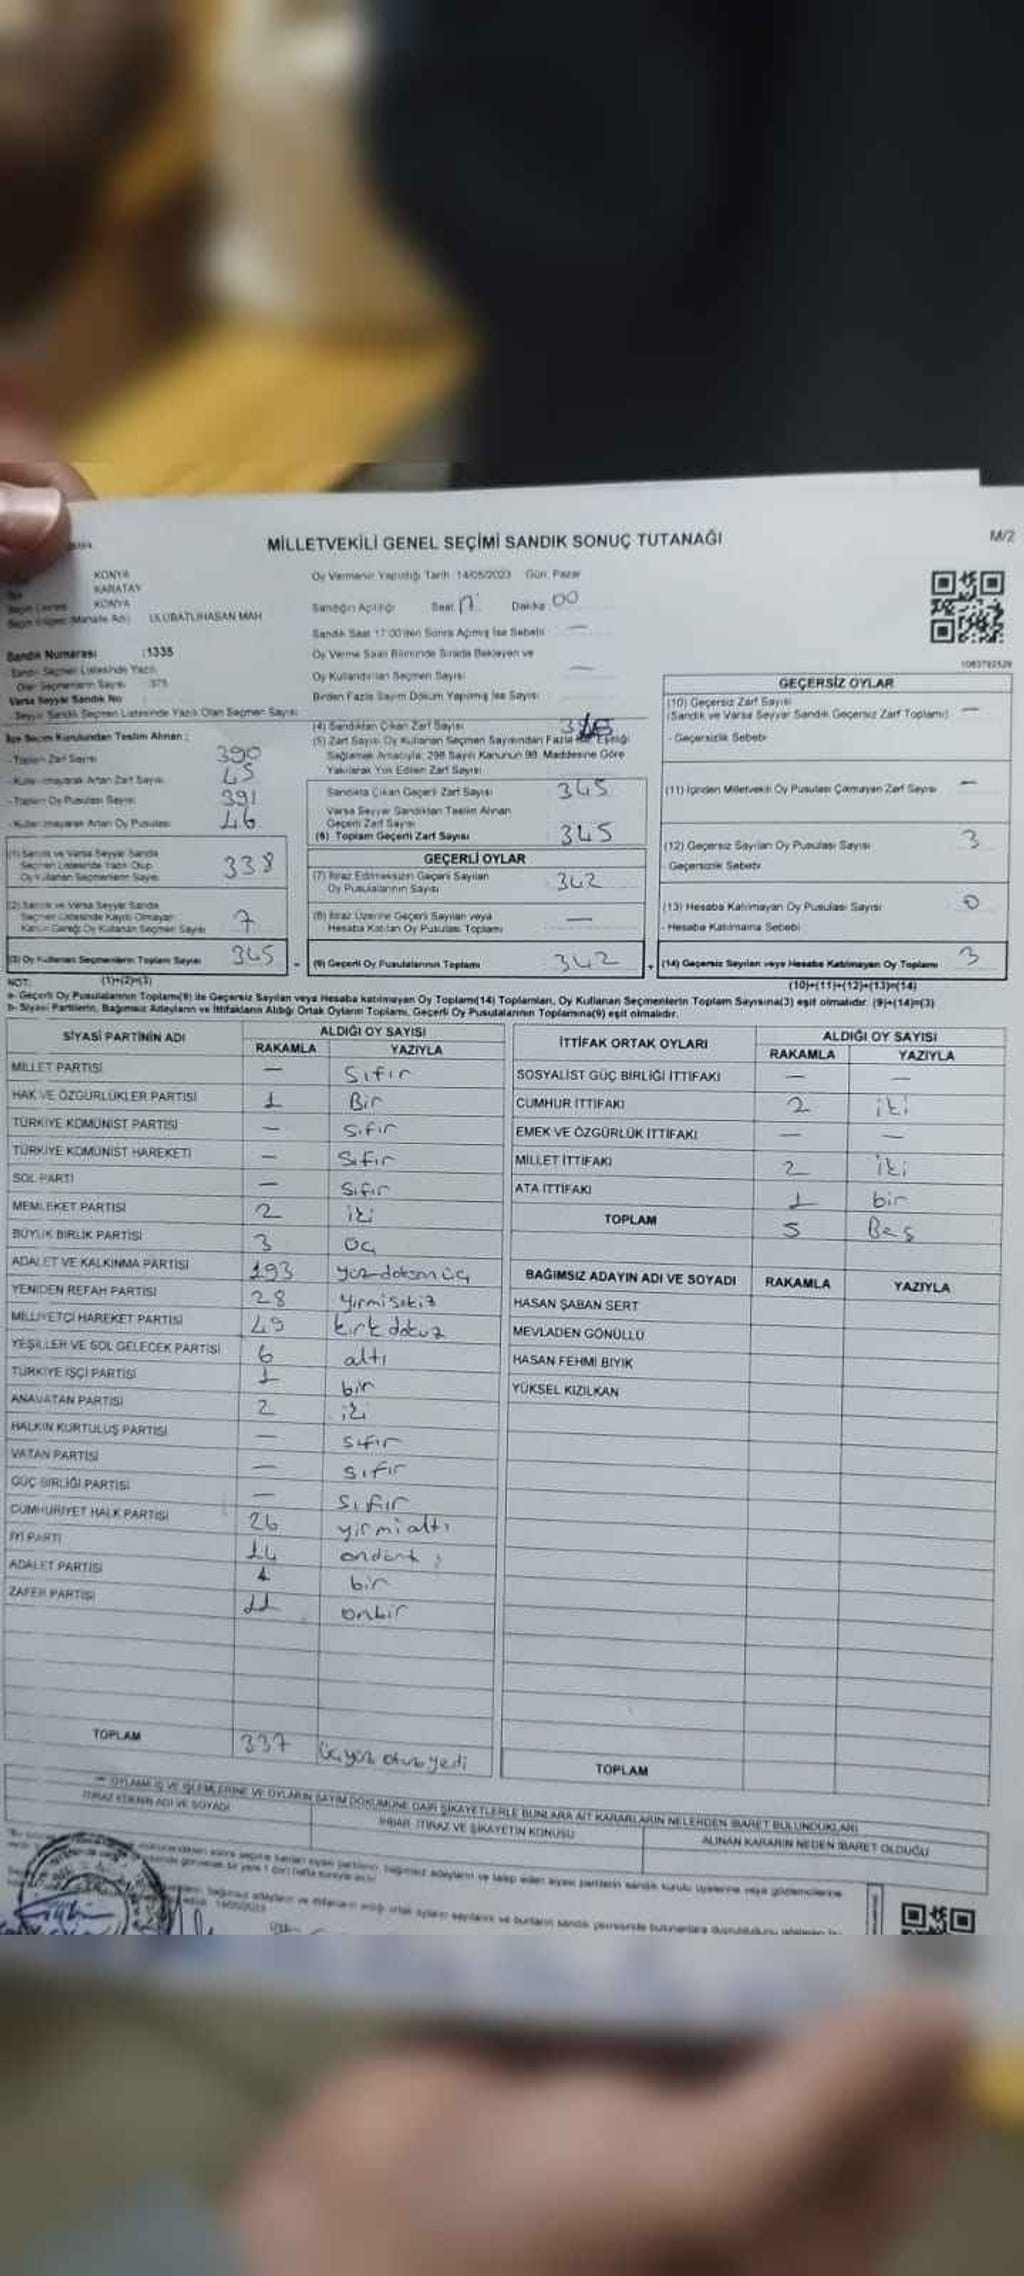 MİLLETVEKİLİ GENEL SEÇİMİ SANDIK SONUÇ TUTANAĞI
M/2
KONYA
KARATAY
KONYA
ULUBATLIHASAN MAH
Sandık Numarası :1335
Sandık Seçmen Listesinde Yazılı
Olan Seçmenlerin Sayısı 375
Varsa Seyyar Sandık No
- Seyyar Sandık Seçmen Listesinde Yazılı Olan Seçmen Sayısı
Oy Vermenin Yapıldığı Tarih 14/05/2023 Gün Pazar
Sandığın Açıldığı Saat 17 Dakika 00
Sandık Saat 17:00'den Sonra Açılmış İse Sebebi —
Oy Verme Saati Bitiminde Sırada Bekleyen ve
Oy Kullandırılan Seçmen Sayısı —
Birden Fazla Sayım Döküm Yapılmış İse Sayısı
1083792529
İlçe Seçim Kurulundan Teslim Alınan :
- Toplam Zarf Sayısı 390
- Kullanılmayarak Artan Zarf Sayısı 45
- Toplam Oy Pusulası Sayısı 391
- Kullanılmayarak Artan Oy Pusulası 46
(1) Sandık ve Varsa Seyyar Sandık
Seçmen Listesinde Yazılı Olup
Oy Kullanan Seçmenlerin Sayısı 338
(2) Sandık ve Varsa Seyyar Sandık
Seçmen Listesinde Kayıtlı Olmayan
Kanun Gereği Oy Kullanan Seçmen Sayısı 7
(3) Oy Kullanan Seçmenlerin Toplam Sayısı 345
(4) Sandıktan Çıkan Zarf Sayısı
(5) Zarf Sayısı Oy Kullanan Seçmen Sayısından Fazla İse Eşitliği
Sağlamak Amacıyla, 298 Sayılı Kanunun 98. Maddesine Göre
Yakılarak Yok Edilen Zarf Sayısı
Sandıkta Çıkan Geçerli Zarf Sayısı 345
Varsa Seyyar Sandıktan Teslim Alınan
Geçerli Zarf Sayısı
(6) Toplam Geçerli Zarf Sayısı 345
GEÇERLİ OYLAR
(7) İtiraz Edilmeksizin Geçerli Sayılan
Oy Pusulalarının Sayısı 342
(8) İtiraz Üzerine Geçerli Sayılan veya
Hesaba Katılan Oy Pusulası Toplamı —
(9) Geçerli Oy Pusulalarının Toplamı 342
GEÇERSİZ OYLAR
(10) Geçersiz Zarf Sayısı —
(Sandık ve Varsa Seyyar Sandık Geçersiz Zarf Toplamı)
- Geçersizlik Sebebi
(11) İçinden Milletvekili Oy Pusulası Çıkmayan Zarf Sayısı —
(12) Geçersiz Sayılan Oy Pusulası Sayısı 3
Geçersizlik Sebebi
(13) Hesaba Katılmayan Oy Pusulası Sayısı 0
- Hesaba Katılmama Sebebi
(14) Geçersiz Sayılan veya Hesaba Katılmayan Oy Toplamı 3
NOT: (1)+(2)=(3) (10)+(11)+(12)+(13)=(14)
a- Geçerli Oy Pusulalarının Toplamı(9) ile Geçersiz Sayılan veya Hesaba katılmayan Oy Toplamı(14) Toplamları, Oy Kullanan Seçmenlerin Toplam Sayısına(3) eşit olmalıdır. (9)+(14)=(3)
b- Siyasi Partilerin, Bağımsız Adayların ve İttifakların Aldığı Ortak Oyların Toplamı, Geçerli Oy Pusulalarının Toplamına(9) eşit olmalıdır.
SİYASİ PARTİNİN ADI ALDIĞI OY SAYISI
RAKAMLA YAZIYLA
MİLLET PARTİSİ — Sıfır
HAK VE ÖZGÜRLÜKLER PARTİSİ 1 Bir
TÜRKİYE KOMÜNİST PARTİSİ — Sıfır
TÜRKİYE KOMÜNİST HAREKETİ — Sıfır
SOL PARTİ — Sıfır
MEMLEKET PARTİSİ 2 iki
BÜYÜK BİRLİK PARTİSİ 3 Üç
ADALET VE KALKINMA PARTİSİ 193 yüzdoksanüç
YENİDEN REFAH PARTİSİ 28 yirmisekiz
MİLLİYETÇİ HAREKET PARTİSİ 49 kırkdokuz
YEŞİLLER VE SOL GELECEK PARTİSİ 6 altı
TÜRKİYE İŞÇİ PARTİSİ 1 bir
ANAVATAN PARTİSİ 2 iki
HALKIN KURTULUŞ PARTİSİ — Sıfır
VATAN PARTİSİ — Sıfır
GÜÇ BİRLİĞİ PARTİSİ — Sıfır
CUMHURİYET HALK PARTİSİ 26 yirmialtı
İYİ PARTİ 14 ondört
ADALET PARTİSİ 1 bir
ZAFER PARTİSİ 11 onbir
TOPLAM 337 üçyüz otuzyedi
İTTİFAK ORTAK OYLARI ALDIĞI OY SAYISI
RAKAMLA YAZIYLA
SOSYALİST GÜÇ BİRLİĞİ İTTİFAKI — —
CUMHUR İTTİFAKI 2 iki
EMEK VE ÖZGÜRLÜK İTTİFAKI — —
MİLLET İTTİFAKI 2 iki
ATA İTTİFAKI 1 bir
TOPLAM 5 Beş
BAĞIMSIZ ADAYIN ADI VE SOYADI RAKAMLA YAZIYLA
HASAN ŞABAN SERT
MEVLADEN GÖNÜLLÜ
HASAN FEHMİ BIYIK
YÜKSEL KIZILKAN
TOPLAM
OYLAMA İŞ VE İŞLEMLERİNE VE OYLARIN SAYIM DÖKÜMÜNE DAİR ŞİKAYETLERLE BUNLARA AİT KARARLARIN NELERDEN İBARET BULUNDUKLARI
İTİRAZ EDENİN ADI VE SOYADI
İHBAR, İTİRAZ VE ŞİKAYETİN KONUSU
ALINAN KARARIN NEDEN İBARET OLDUĞU